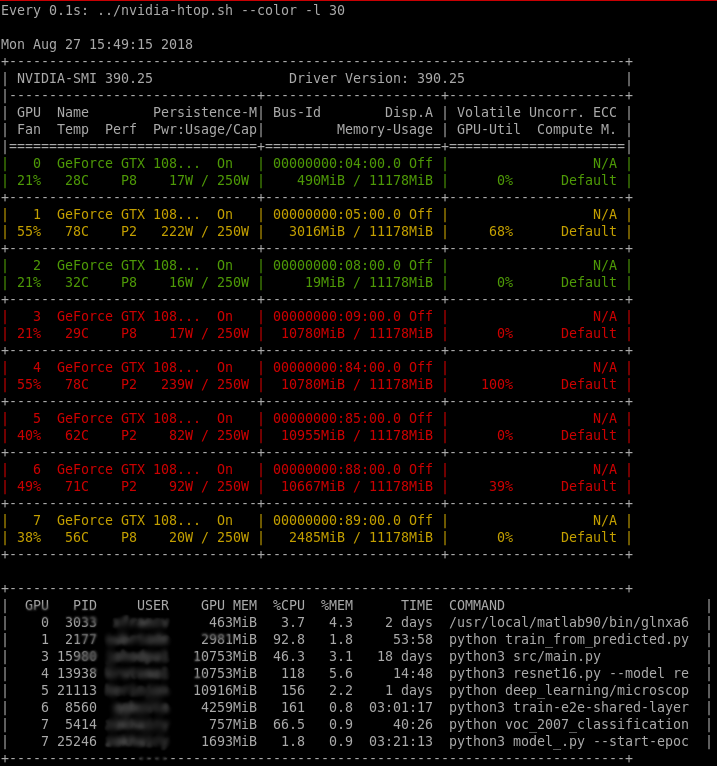 Every 0.1s: ../nvidia-htop.sh --color -l 30
Mon Aug 27 15:49:15 2018
+-----------------------------------------------------------------------------+
| NVIDIA-SMI 390.25                 Driver Version: 390.25                    |
|-------------------------------+----------------------+----------------------+
| GPU  Name        Persistence-M| Bus-Id        Disp.A | Volatile Uncorr. ECC |
| Fan  Temp  Perf  Pwr:Usage/Cap|         Memory-Usage | GPU-Util  Compute M. |
|===============================+======================+======================|
|   0  GeForce GTX 108...  On   | 00000000:04:00.0 Off |                  N/A |
| 21%   28C    P8    17W / 250W |    490MiB / 11178MiB |      0%      Default |
+-------------------------------+----------------------+----------------------+
|   1  GeForce GTX 108...  On   | 00000000:05:00.0 Off |                  N/A |
| 55%   78C    P2   222W / 250W |   3016MiB / 11178MiB |     68%      Default |
+-------------------------------+----------------------+----------------------+
|   2  GeForce GTX 108...  On   | 00000000:08:00.0 Off |                  N/A |
| 21%   32C    P8    16W / 250W |     19MiB / 11178MiB |      0%      Default |
+-------------------------------+----------------------+----------------------+
|   3  GeForce GTX 108...  On   | 00000000:09:00.0 Off |                  N/A |
| 21%   29C    P8    17W / 250W |  10780MiB / 11178MiB |      0%      Default |
+-------------------------------+----------------------+----------------------+
|   4  GeForce GTX 108...  On   | 00000000:84:00.0 Off |                  N/A |
| 55%   78C    P2   239W / 250W |  10780MiB / 11178MiB |    100%      Default |
+-------------------------------+----------------------+----------------------+
|   5  GeForce GTX 108...  On   | 00000000:85:00.0 Off |                  N/A |
| 40%   62C    P2    82W / 250W |  10955MiB / 11178MiB |      0%      Default |
+-------------------------------+----------------------+----------------------+
|   6  GeForce GTX 108...  On   | 00000000:88:00.0 Off |                  N/A |
| 49%   71C    P2    92W / 250W |  10667MiB / 11178MiB |     39%      Default |
+-------------------------------+----------------------+----------------------+
|   7  GeForce GTX 108...  On   | 00000000:89:00.0 Off |                  N/A |
| 38%   56C    P8    20W / 250W |   2485MiB / 11178MiB |      0%      Default |
+-------------------------------+----------------------+----------------------+
+-----------------------------------------------------------------------------+
|  GPU   PID     USER    GPU MEM  %CPU  %MEM      TIME  COMMAND                         |
|    0  3033              463MiB   3.7   4.3    2 days  /usr/local/matlab90/bin/glnxa6
|    1  2177             2981MiB  92.8   1.8     53:58  python train_from_predicted.py
|    3 15980            10753MiB  46.3   3.1   18 days  python3 src/main.py
|    4 13938            10753MiB   118   5.6     14:48  python3 resnet16.py --model re
|    5 21113            10916MiB   156   2.2    1 days  python deep_learning/microscop
|    6  8560             4259MiB   161   0.8  03:01:17  python3 train-e2e-shared-layer
|    7  5414              757MiB  66.5   0.9     40:26  python voc_2007_classification
|    7 25246             1693MiB   1.8   0.9  03:21:13  python3 model_.py --start-epoc
+-----------------------------------------------------------------------------+